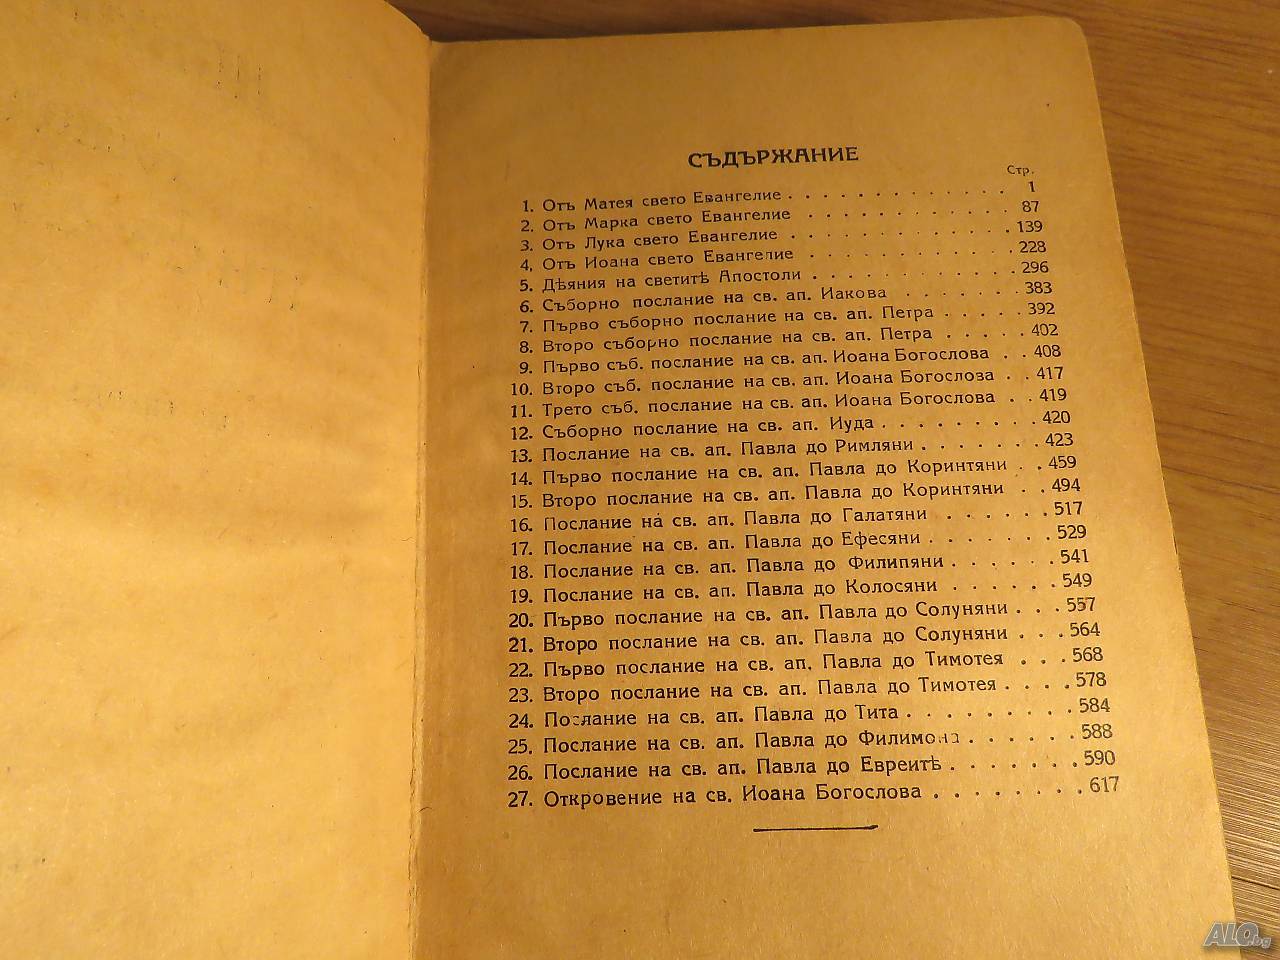 СЪДЪРЖАНИЕ
Стр.
1. Отъ Матея свето Евангелие . . . . . . . . . . . . . 1
2. Отъ Марка свето Евангелие . . . . . . . . . . . . 87
3. Отъ Лука свето Евангелие . . . . . . . . . . . . . 139
4. Отъ Иоана свето Евангелие . . . . . . . . . . . . 228
5. Дѣяния на светитѣ Апостоли . . . . . . . . . . . 296
6. Съборно послание на св. ап. Иакова . . . . . . . 383
7. Първо съборно послание на св. ап. Петра . . . . . 392
8. Второ съборно послание на св. ап. Петра . . . . . 402
9. Първо съб. послание на св. ап. Иоана Богослова . . 408
10. Второ съб. послание на св. ап. Иоана Богослова . . 417
11. Трето съб. послание на св. ап. Иоана Богослова . . 419
12. Съборно послание на св. ап. Иуда . . . . . . . . 420
13. Послание на св. ап. Павла до Римляни . . . . . . 423
14. Първо послание на св. ап. Павла до Коринтяни . . 459
15. Второ послание на св. ап. Павла до Коринтяни . . 494
16. Послание на св. ап. Павла до Галатяни . . . . . . 517
17. Послание на св. ап. Павла до Ефесяни . . . . . . . 529
18. Послание на св. ап. Павла до Филипяни . . . . . . 541
19. Послание на св. ап. Павла до Колосяни . . . . . . 549
20. Първо послание на св. ап. Павла до Солуняни . . . 557
21. Второ послание на св. ап. Павла до Солуняни . . . 564
22. Първо послание на св. ап. Павла до Тимотея . . . 568
23. Второ послание на св. ап. Павла до Тимотея . . . . 578
24. Послание на св. ап. Павла до Тита . . . . . . . . . 584
25. Послание на св. ап. Павла до Филимона . . . . . . 588
26. Послание на св. ап. Павла до Евреитѣ . . . . . . . 590
27. Откровение на св. Иоана Богослова . . . . . . . . 617
ALO.bg